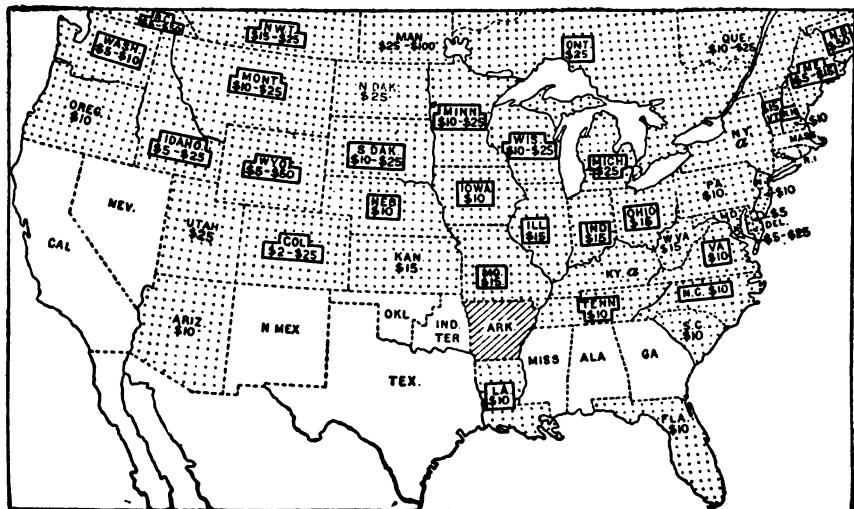 N.W.T.
$15-$25
MAN
$25-$100
ONT
$25
QUE.
$10-$25
N.B.
WASH
$5-$10
MONT
$10-$25
N DAK
$25
MINN
$10-$25
WIS
$10-$25
MICH
$25
ME
$5-$15
$10
MASS
R.I.
N.Y.
a
OREG.
$10
IDAHO
$5-$25
WYO
$5-$50
S DAK
$10-$25
NEB
$10
IOWA
$10
ILL
$15
IND
$15
OHIO
$15
PA
$10
$10
$5
DEL.
$5-$25
MD
W VA
$15
VA
$10
NEV.
CAL
UTAH
$25
COL
$2-$25
KAN
$15
MO
$15
KY. a
TENN
$10
N.C. $10
S.C
$10
ARIZ
$10
N MEX
OKL
IND.
TER
ARK
TEX.
LA
$10
MISS
ALA
GA
FLA
$10